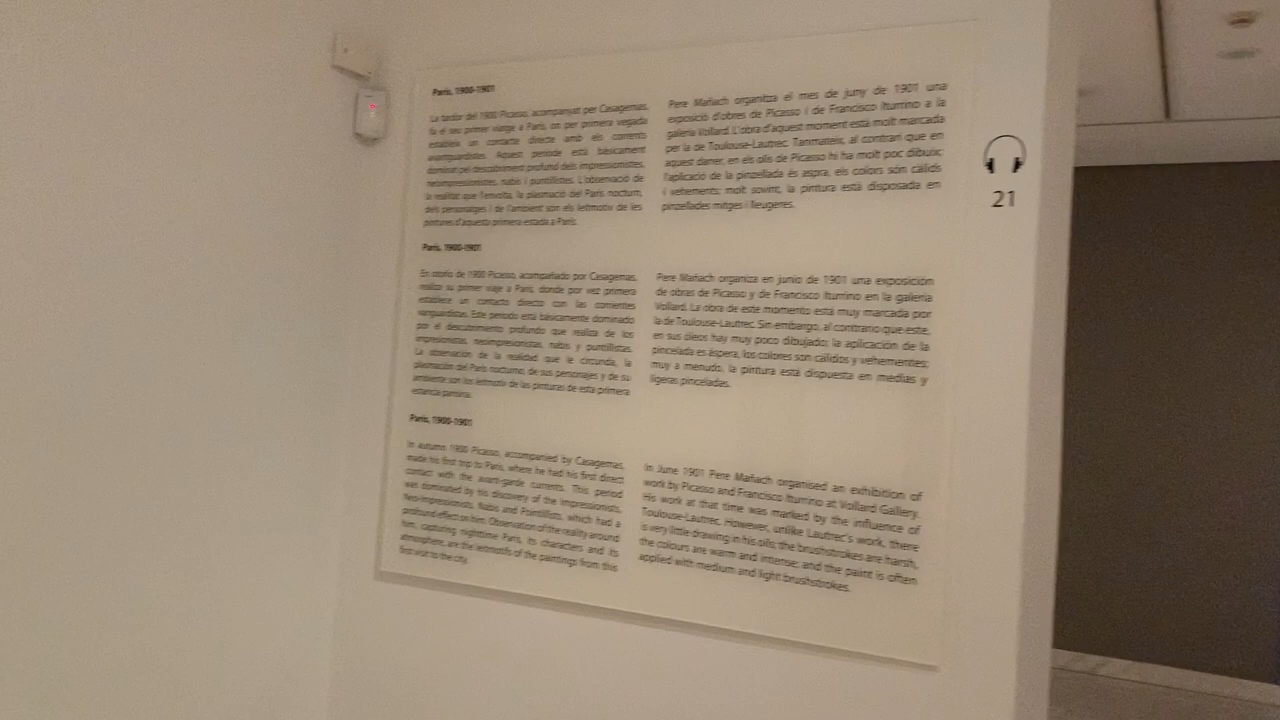 París, 1900-1901
La tardor del 1900 Picasso, acompanyat per Casagemas,
fa el seu primer viatge a París, on per primera vegada
estableix un contacte directe amb els corrents
avantguardistes. Aquest període està bàsicament
dominat pel descobriment profund dels impressionistes,
neoimpressionistes, nabís i puntillistes. L'observació de
la realitat que l'envolta, la plasmació del París nocturn,
dels personatges i de l'ambient són els leitmotiv de les
pintures d'aquesta primera estada a París.
Pere Mañach organitza el mes de juny de 1901 una
exposició d'obres de Picasso i de Francisco Iturrino a la
galeria Vollard. L'obra d'aquest moment està molt marcada
per la de Toulouse-Lautrec. Tanmateix, al contrari que en
aquest darrer, en els olis de Picasso hi ha molt poc dibuix;
l'aplicació de la pinzellada és aspra, els colors són càlids
i vehements; molt sovint, la pintura està disposada en
pinzellades mitges i lleugeres.
París, 1900-1901
En otoño de 1900 Picasso, acompañado por Casagemas,
realiza su primer viaje a París, donde por vez primera
establece un contacto directo con las corrientes
vanguardistas. Este periodo está básicamente dominado
por el descubrimiento profundo que realiza de los
impresionistas, neoimpresionistas, nabis y puntillistas.
La observación de la realidad que le circunda, la
plasmación del París nocturno, de sus personajes y de su
ambiente son los leitmotiv de las pinturas de esta primera
estancia parisina.
Pere Mañach organiza en junio de 1901 una exposición
de obras de Picasso y de Francisco Iturrino en la galería
Vollard. La obra de este momento está muy marcada por
la de Toulouse-Lautrec. Sin embargo, al contrario que este,
en sus óleos hay muy poco dibujado; la aplicación de la
pincelada es áspera, los colores son cálidos y vehementes;
muy a menudo, la pintura está dispuesta en medias y
ligeras pinceladas.
París, 1900-1901
In autumn 1900 Picasso, accompanied by Casagemas,
made his first trip to Paris, where he had his first direct
contact with the avant-garde currents. This period
was dominated by his discovery of the Impressionists,
Neo-Impressionists, Nabis and Pointillists, which had a
profound effect on him. Observation of the reality around
him, capturing nighttime Paris, its characters and its
atmosphere, are the leitmotifs of the paintings from this
first visit to the city.
In June 1901 Pere Mañach organised an exhibition of
work by Picasso and Francisco Iturrino at Vollard Gallery.
His work at that time was marked by the influence of
Toulouse-Lautrec. However, unlike Lautrec's work, there
is very little drawing in his oils; the brushstrokes are harsh,
the colours are warm and intense; and the paint is often
applied with medium and light brushstrokes.
21